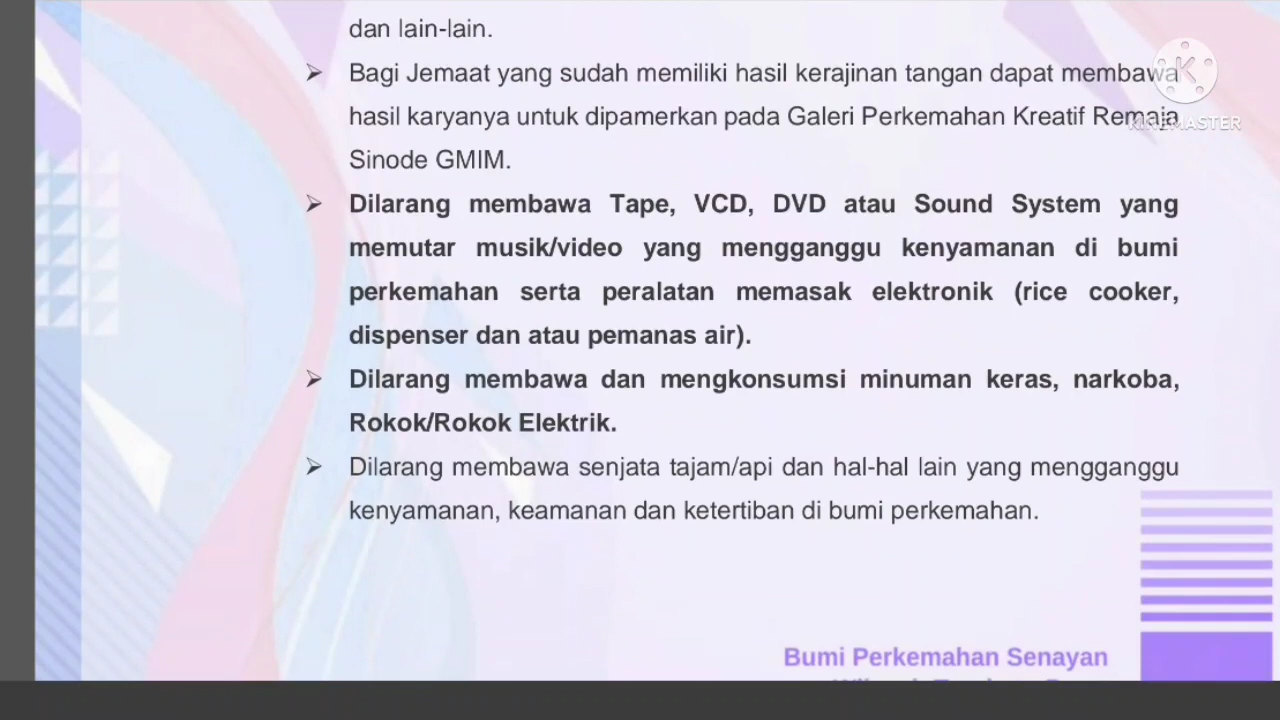 dan lain-lain.
➢ Bagi Jemaat yang sudah memiliki hasil kerajinan tangan dapat membawa
hasil karyanya untuk dipamerkan pada Galeri Perkemahan Kreatif Remaja
Sinode GMIM.
➢ Dilarang membawa Tape, VCD, DVD atau Sound System yang
memutar musik/video yang mengganggu kenyamanan di bumi
perkemahan serta peralatan memasak elektronik (rice cooker,
dispenser dan atau pemanas air).
➢ Dilarang membawa dan mengkonsumsi minuman keras, narkoba,
Rokok/Rokok Elektrik.
➢ Dilarang membawa senjata tajam/api dan hal-hal lain yang mengganggu
kenyamanan, keamanan dan ketertiban di bumi perkemahan.
Bumi Perkemahan Senayan
K
KINEMASTER